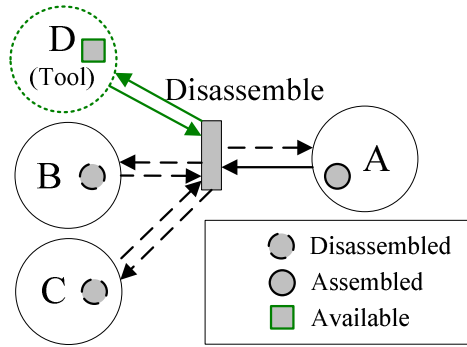 D
(Tool)
Disassemble
B
A
C
Disassembled
Assembled
Available